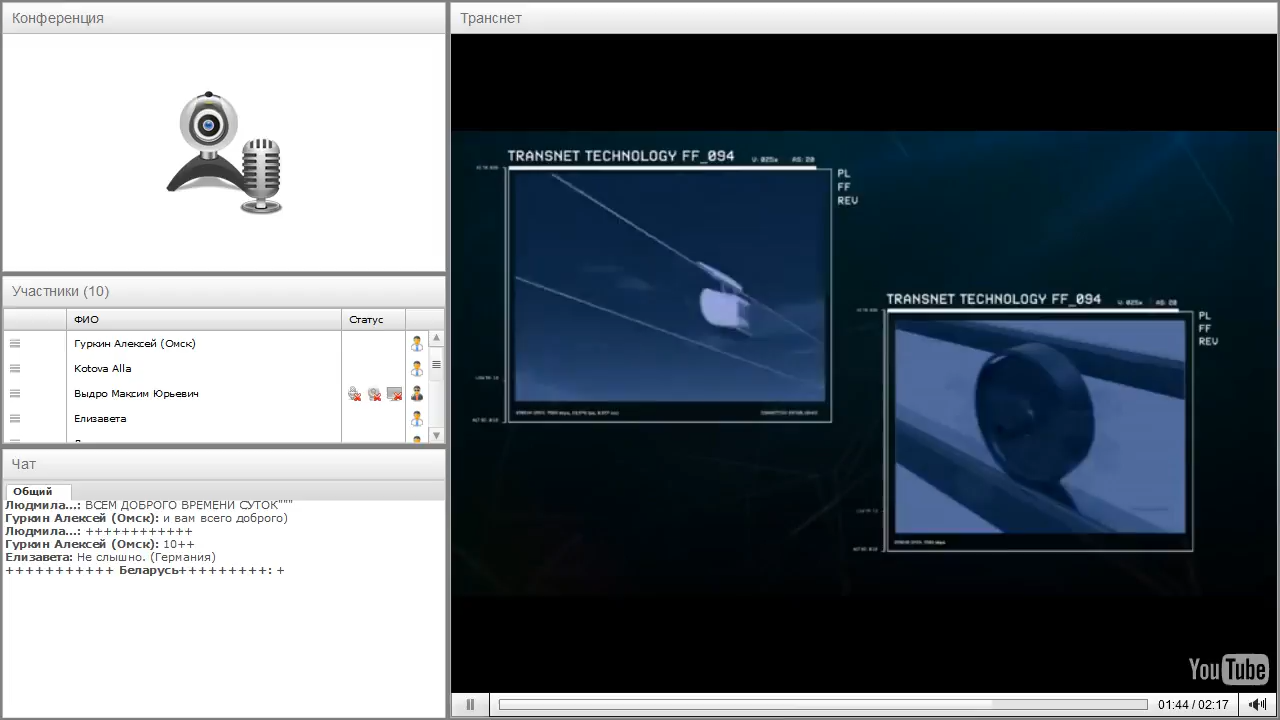 Конференция
Транснет
TRANSNET TECHNOLOGY FF_094
PL
FF
REV
TRANSNET TECHNOLOGY FF_094
PL
FF
REV
Участники (10)
ФИО Статус
Гуркин Алексей (Омск)
Kotova Alla
Выдро Максим Юрьевич
Елизавета
Чат
Общий
Людмила...: ВСЕМ ДОБРОГО ВРЕМЕНИ СУТОК"""
Гуркин Алексей (Омск): и вам всего доброго)
Людмила...: ++++++++++++
Гуркин Алексей (Омск): 10++
Елизавета: Не слышно. (Германия)
+++++++++++ Беларусь+++++++++: +
YouTube
01:44 / 02:17